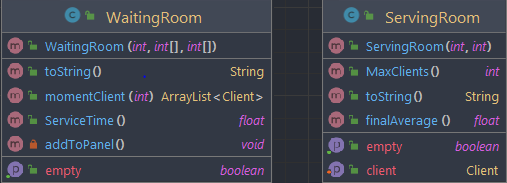 WaitingRoom
WaitingRoom (int, int[], int[])
toString() String
momentClient (int) ArrayList<Client>
ServiceTime() float
addToPanel() void
empty boolean
ServingRoom
ServingRoom(int, int)
MaxClients() int
toString() String
finalAverage () float
empty boolean
client Client